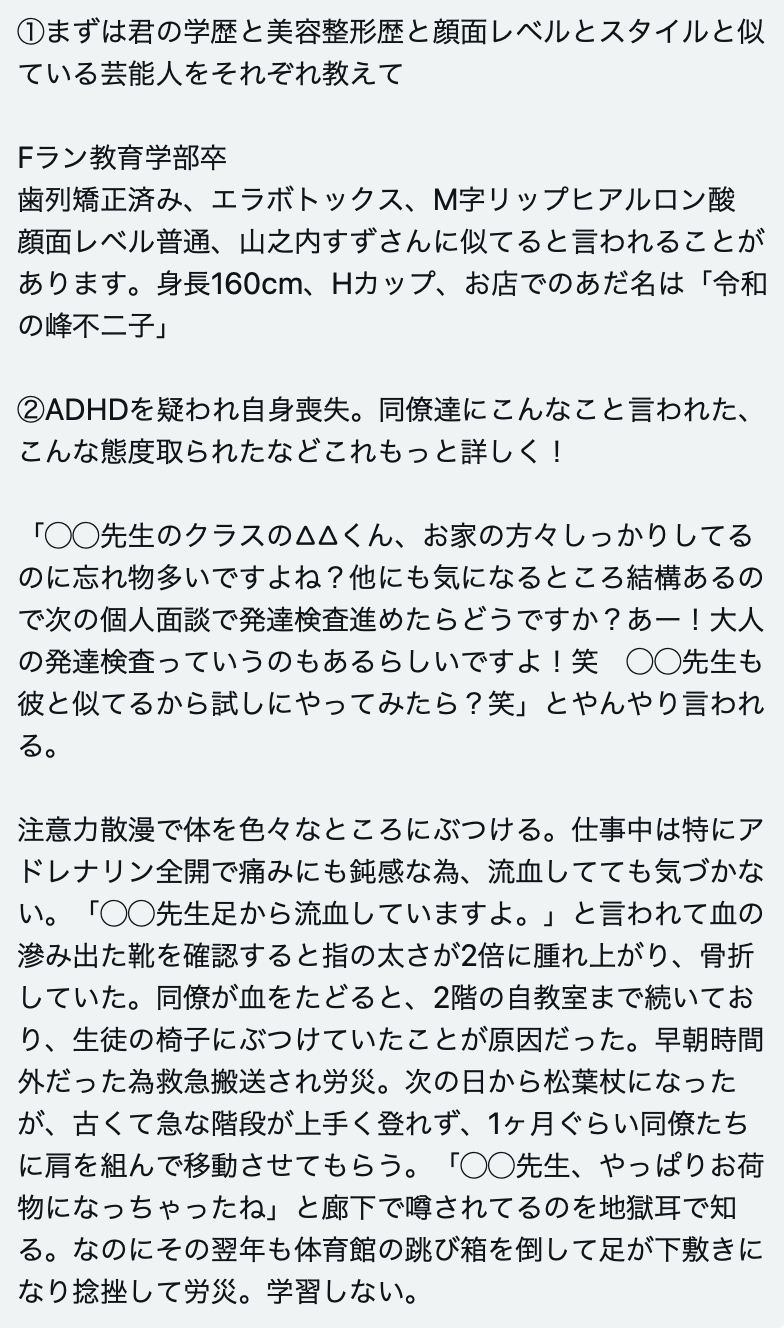 ①まずは君の学歴と美容整形歴と顔面レベルとスタイルと似
ている芸能人をそれぞれ教えて
Fラン教育学部卒
歯列矯正済み、エラボトックス、M字リップヒアルロン酸
顔面レベル普通、山之内すずさんに似てると言われることが
あります。身長160cm、Hカップ、お店でのあだ名は「令和
の峰不二子」
②ADHDを疑われ自身喪失。同僚達にこんなこと言われた、
こんな態度取られたなどこれもっと詳しく！
「◯◯先生のクラスの△△くん、お家の方々しっかりしてる
のに忘れ物多いですよね？他にも気になるところ結構あるの
で次の個人面談で発達検査進めたらどうですか？あー！大人
の発達検査っていうのもあるらしいですよ！笑　◯◯先生も
彼と似てるから試しにやってみたら？笑」とやんやり言われ
る。
注意力散漫で体を色々なところにぶつける。仕事中は特にア
ドレナリン全開で痛みにも鈍感な為、流血してても気づかな
い。「◯◯先生足から流血していますよ。」と言われて血の
滲み出た靴を確認すると指の太さが2倍に腫れ上がり、骨折
していた。同僚が血をたどると、2階の自教室まで続いてお
り、生徒の椅子にぶつけていたことが原因だった。早朝時間
外だった為救急搬送され労災。次の日から松葉杖になった
が、古くて急な階段が上手く登れず、1ヶ月ぐらい同僚たち
に肩を組んで移動させてもらう。「◯◯先生、やっぱりお荷
物になっちゃったね」と廊下で噂されてるのを地獄耳で知
る。なのにその翌年も体育館の跳び箱を倒して足が下敷きに
なり捻挫して労災。学習しない。